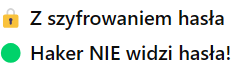 🔒 Z szyfrowaniem hasła
🟢 Haker NIE widzi hasła!